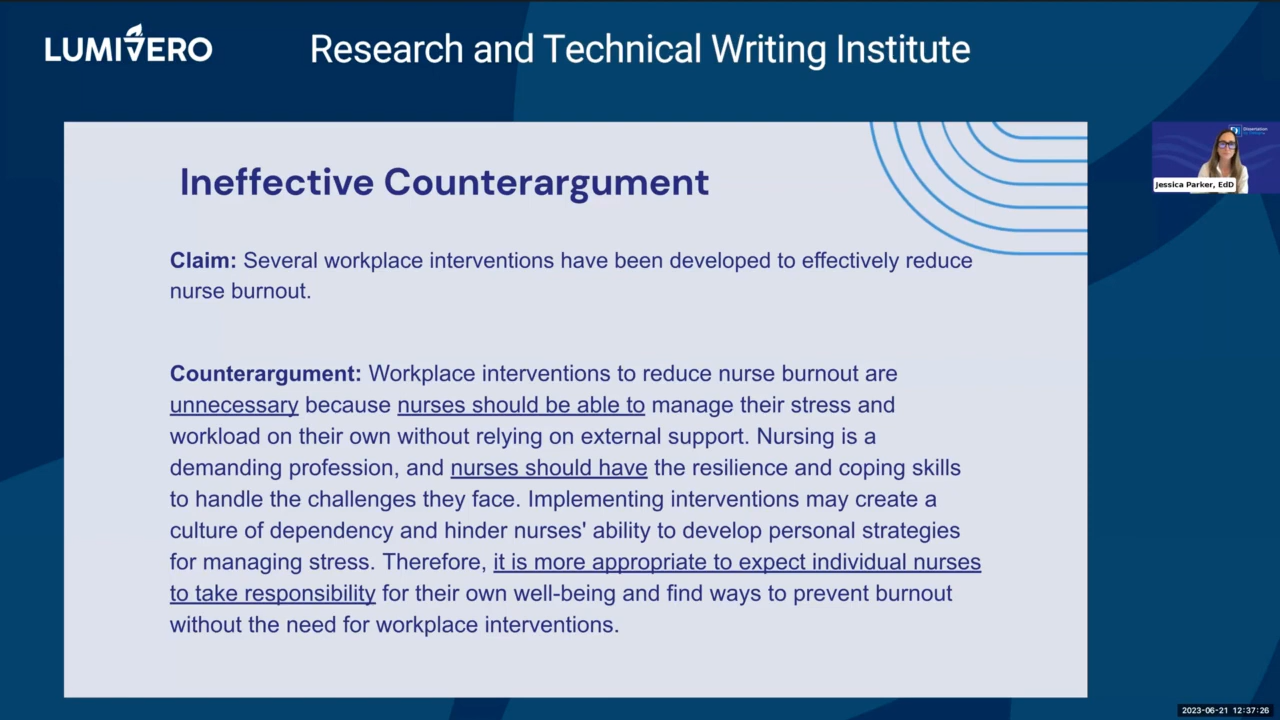 LUMIVERO
Research and Technical Writing Institute
Ineffective Counterargument
Claim: Several workplace interventions have been developed to effectively reduce
nurse burnout.
Counterargument: Workplace interventions to reduce nurse burnout are
unnecessary because nurses should be able to manage their stress and
workload on their own without relying on external support. Nursing is a
demanding profession, and nurses should have the resilience and coping skills
to handle the challenges they face. Implementing interventions may create a
culture of dependency and hinder nurses' ability to develop personal strategies
for managing stress. Therefore, it is more appropriate to expect individual nurses
to take responsibility for their own well-being and find ways to prevent burnout
without the need for workplace interventions.
Dissertation
Jessica Parker, EdD
2023-06-21 12:37:26